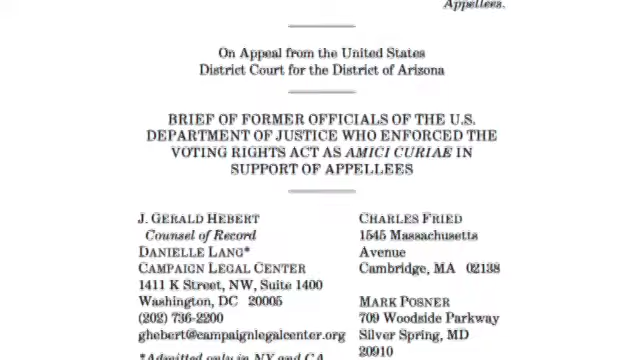 Appellees.
On Appeal from the United States
District Court for the District of Arizona
BRIEF OF FORMER OFFICIALS OF THE U.S.
DEPARTMENT OF JUSTICE WHO ENFORCED THE
VOTING RIGHTS ACT AS AMICI CURIAE IN
SUPPORT OF APPELLEES
J. GERALD HEBERT
Counsel of Record
DANIELLE LANG*
CAMPAIGN LEGAL CENTER
1411 K Street, NW, Suite 1400
Washington, DC 20005
(202) 736-2200
ghebert@campaignlegalcenter.org
*Admitted only in NY and CA
CHARLES FRIED
1545 Massachusetts
Avenue
Cambridge, MA 02138
MARK POSNER
709 Woodside Parkway
Silver Spring, MD
20910